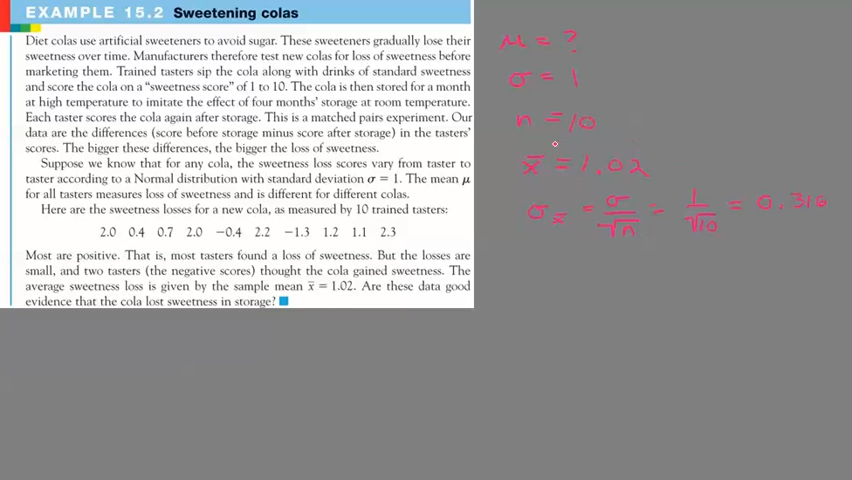 EXAMPLE 15.2 Sweetening colas
Diet colas use artificial sweeteners to avoid sugar. These sweeteners gradually lose their
sweetness over time. Manufacturers therefore test new colas for loss of sweetness before
marketing them. Trained tasters sip the cola along with drinks of standard sweetness
and score the cola on a “sweetness score” of 1 to 10. The cola is then stored for a month
at high temperature to imitate the effect of four months’ storage at room temperature.
Each taster scores the cola again after storage. This is a matched pairs experiment. Our
data are the differences (score before storage minus score after storage) in the tasters’
scores. The bigger these differences, the bigger the loss of sweetness.
Suppose we know that for any cola, the sweetness loss scores vary from taster to
taster according to a Normal distribution with standard deviation σ = 1. The mean μ
for all tasters measures loss of sweetness and is different for different colas.
Here are the sweetness losses for a new cola, as measured by 10 trained tasters:
2.0 0.4 0.7 2.0 −0.4 2.2 −1.3 1.2 1.1 2.3
Most are positive. That is, most tasters found a loss of sweetness. But the losses are
small, and two tasters (the negative scores) thought the cola gained sweetness. The
average sweetness loss is given by the sample mean x̄ = 1.02. Are these data good
evidence that the cola lost sweetness in storage?
μ = ?
σ = 1
n = 10
x̄ = 1.02
σx̄ = σ/√n = 1/√10 = 0.316